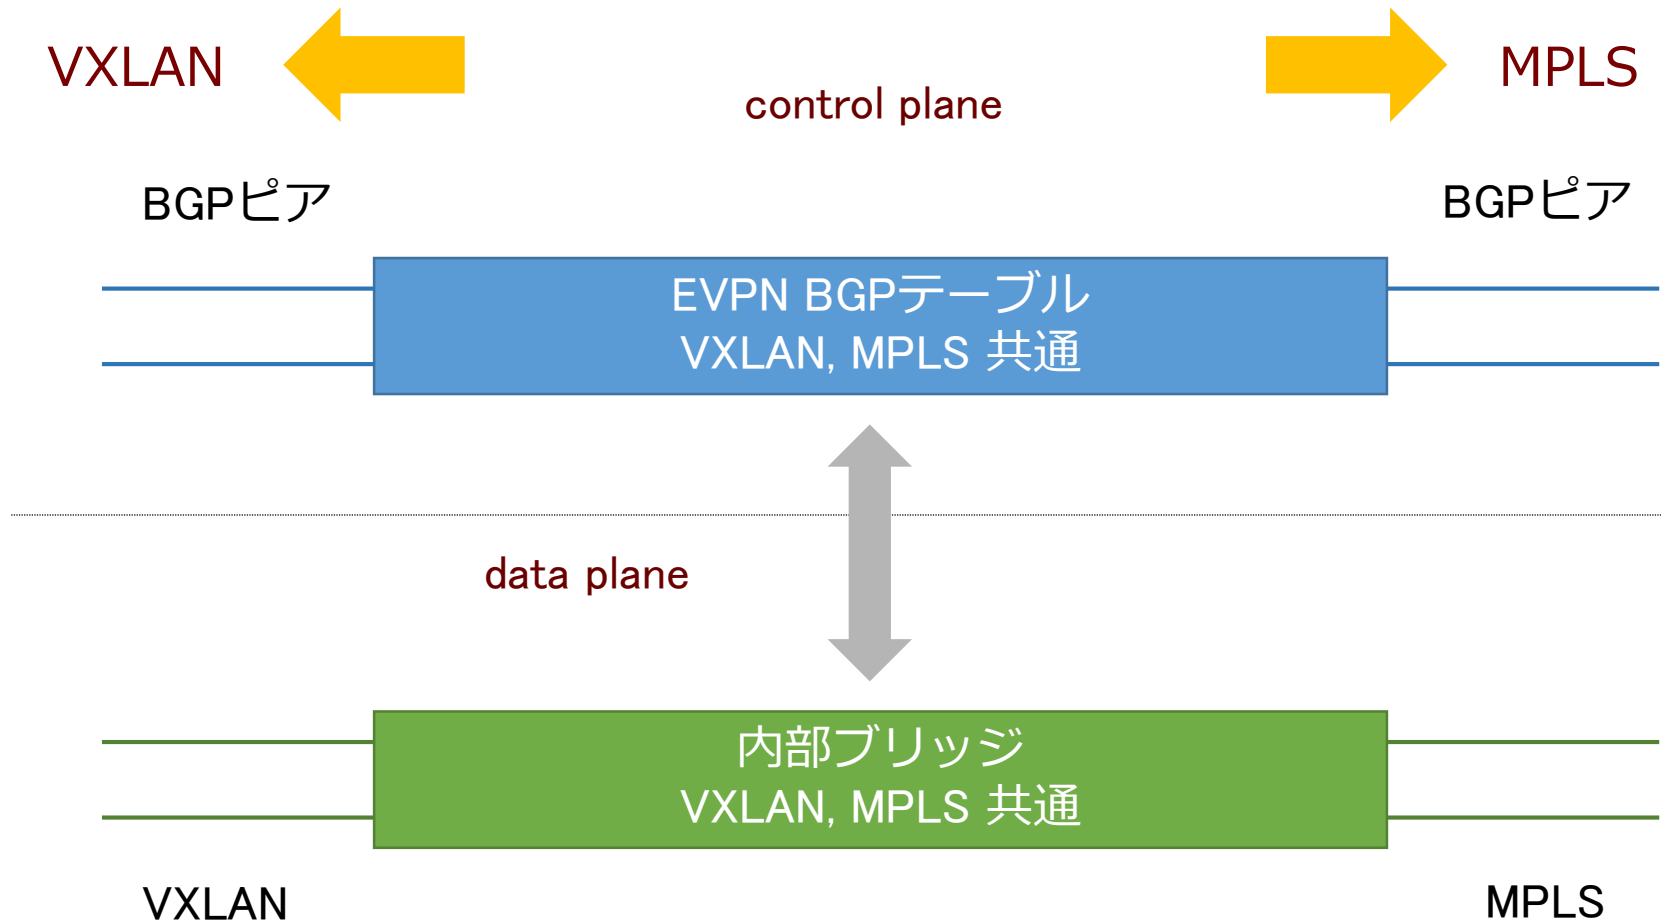 VXLAN
MPLS
control plane
BGPピア
BGPピア
EVPN BGPテーブル
VXLAN, MPLS 共通
data plane
内部ブリッジ
VXLAN, MPLS 共通
VXLAN
MPLS